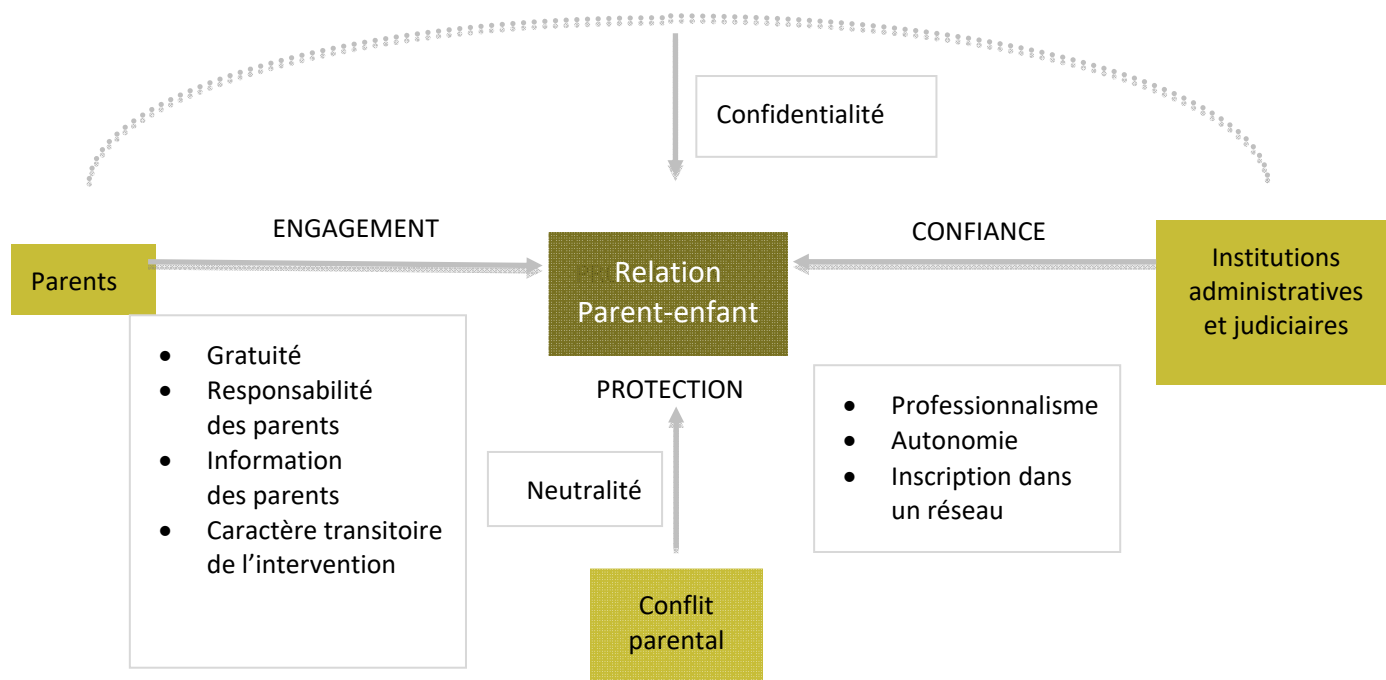 Confidentialité
ENGAGEMENT
CONFIANCE
Parents
Relation
Parent-enfant
Institutions
administratives
et judiciaires
• Gratuité
• Responsabilité
des parents
• Information
des parents
• Caractère transitoire
de l’intervention
PROTECTION
Neutralité
• Professionnalisme
• Autonomie
• Inscription dans
un réseau
Conflit
parental